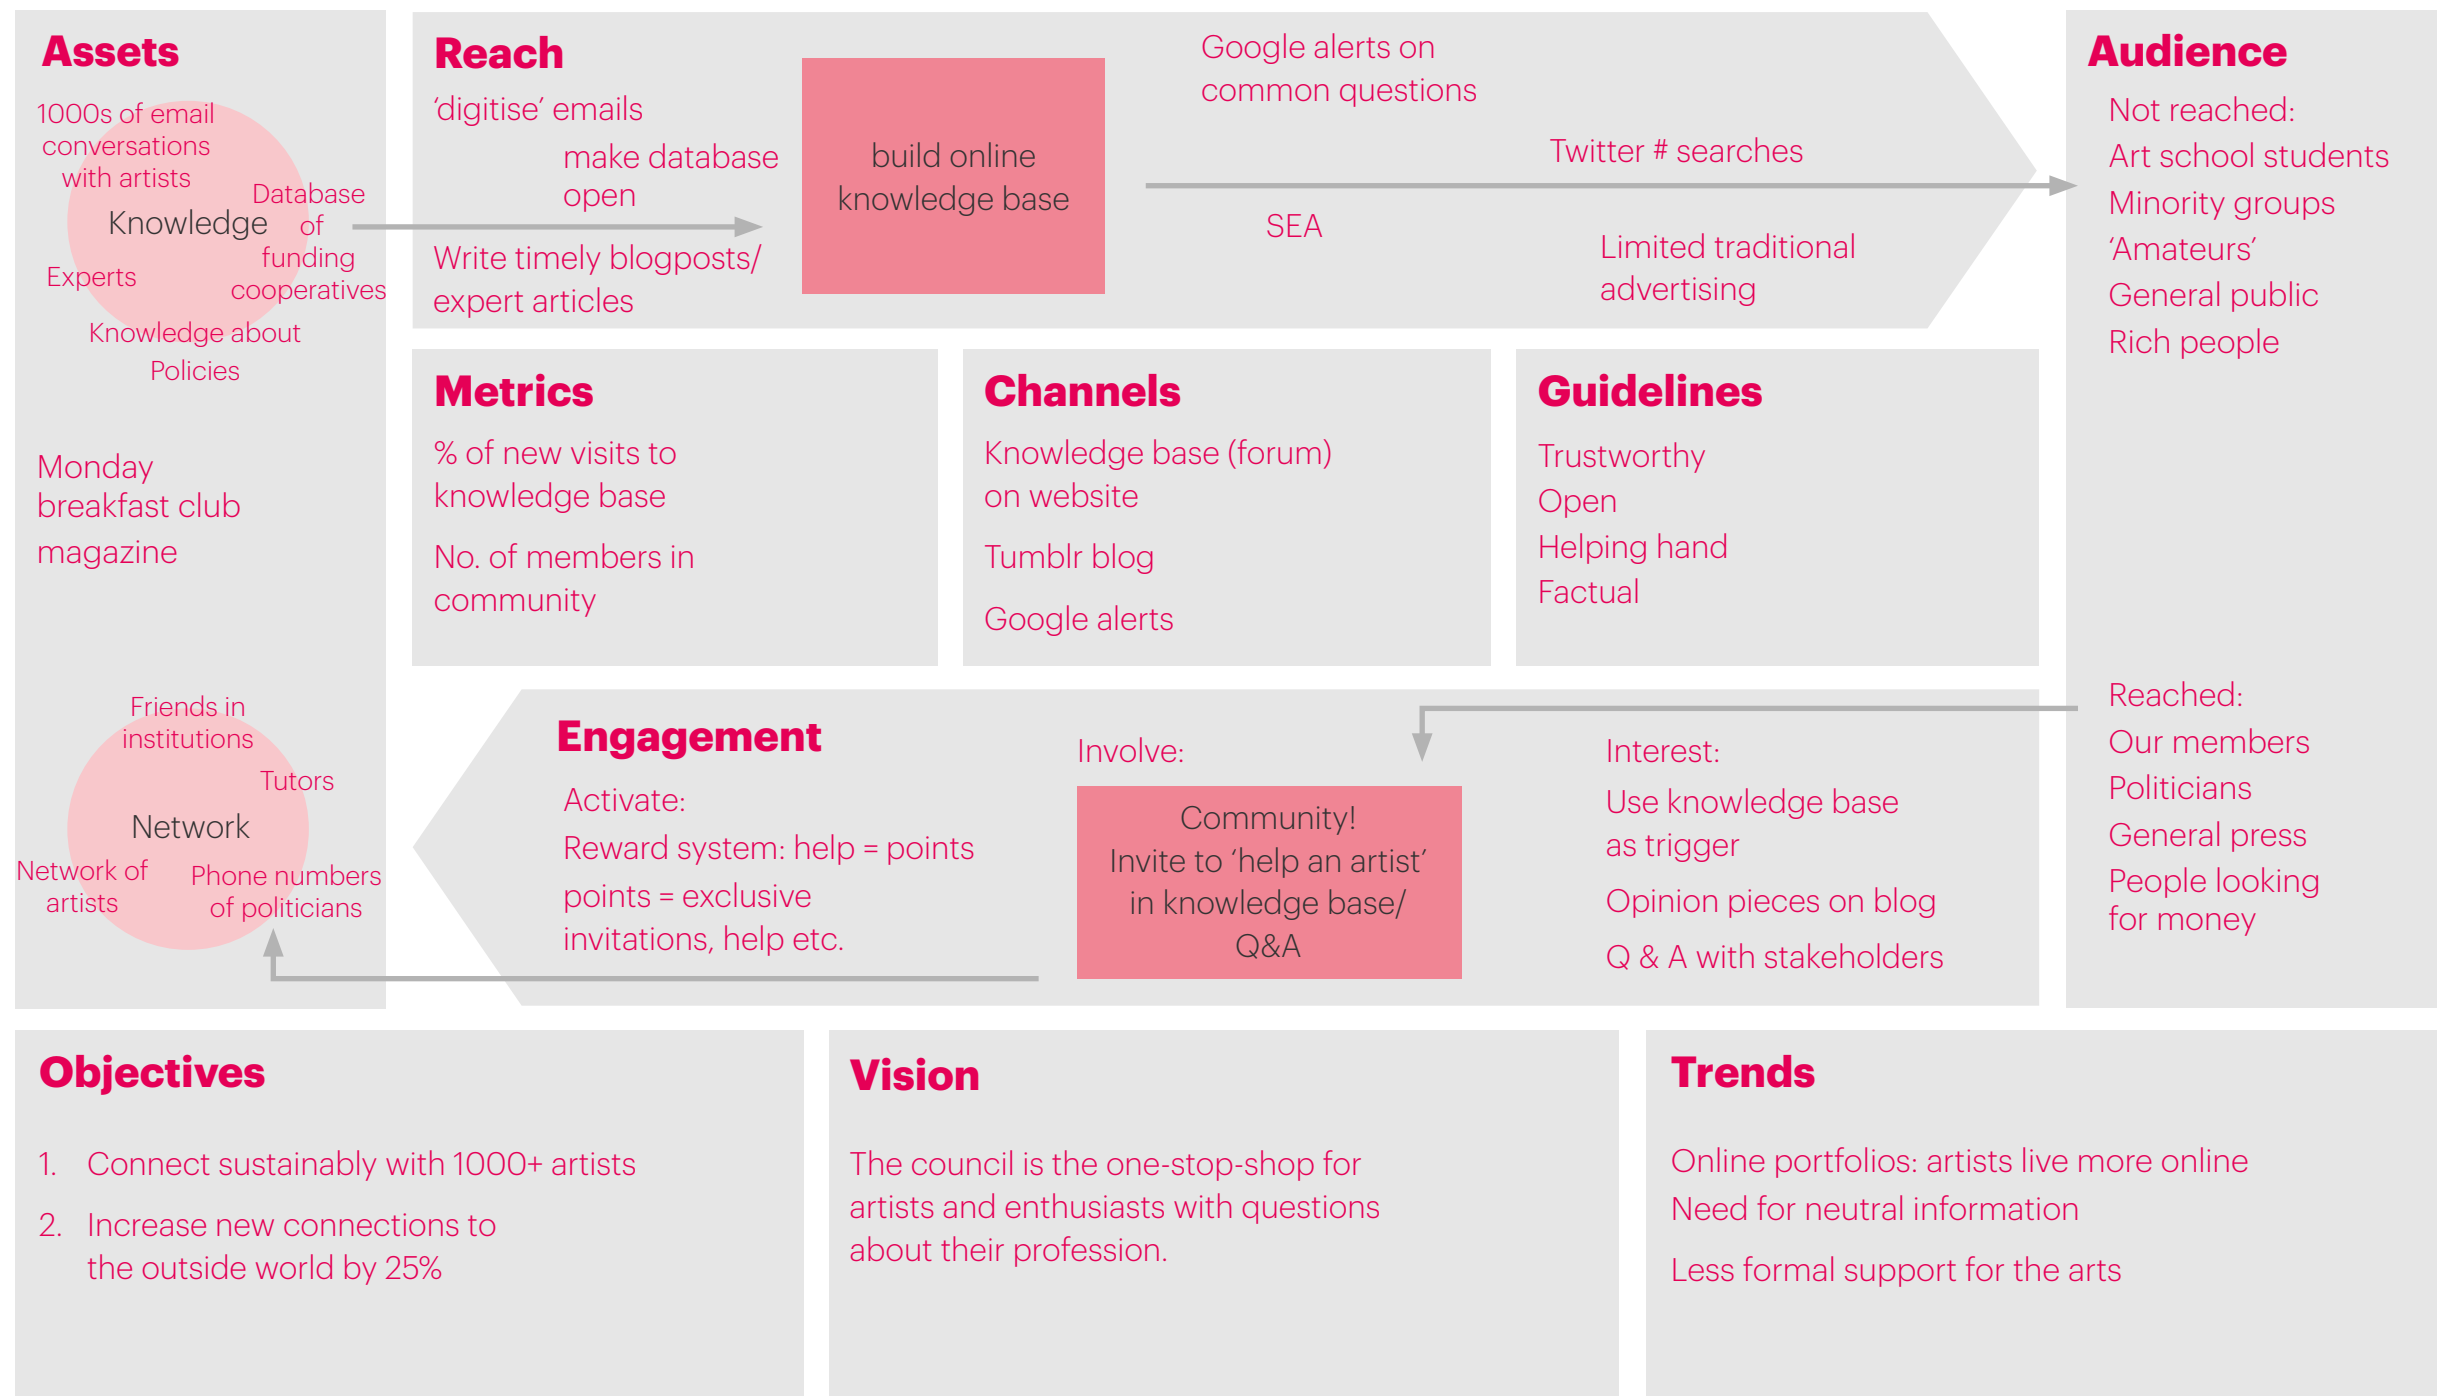 Assets
1000s of email
conversations
with artists
Database
of
funding
cooperatives
Knowledge
Experts
Knowledge about
Policies
Monday
breakfast club
magazine
Friends in
institutions
Tutors
Network
Network of
artists
Phone numbers
of politicians
Reach
‘digitise’ emails
make database
open
Write timely blogposts/
expert articles
build online
knowledge base
Google alerts on
common questions
Twitter # searches
SEA
Limited traditional
advertising
Audience
Not reached:
Art school students
Minority groups
‘Amateurs’
General public
Rich people
Reached:
Our members
Politicians
General press
People looking
for money
Metrics
% of new visits to
knowledge base
No. of members in
community
Channels
Knowledge base (forum)
on website
Tumblr blog
Google alerts
Guidelines
Trustworthy
Open
Helping hand
Factual
Engagement
Activate:
Reward system: help = points
points = exclusive
invitations, help etc.
Involve:
Community!
Invite to ‘help an artist’
in knowledge base/
Q&A
Interest:
Use knowledge base
as trigger
Opinion pieces on blog
Q & A with stakeholders
Objectives
1. Connect sustainably with 1000+ artists
2. Increase new connections to
the outside world by 25%
Vision
The council is the one-stop-shop for
artists and enthusiasts with questions
about their profession.
Trends
Online portfolios: artists live more online
Need for neutral information
Less formal support for the arts